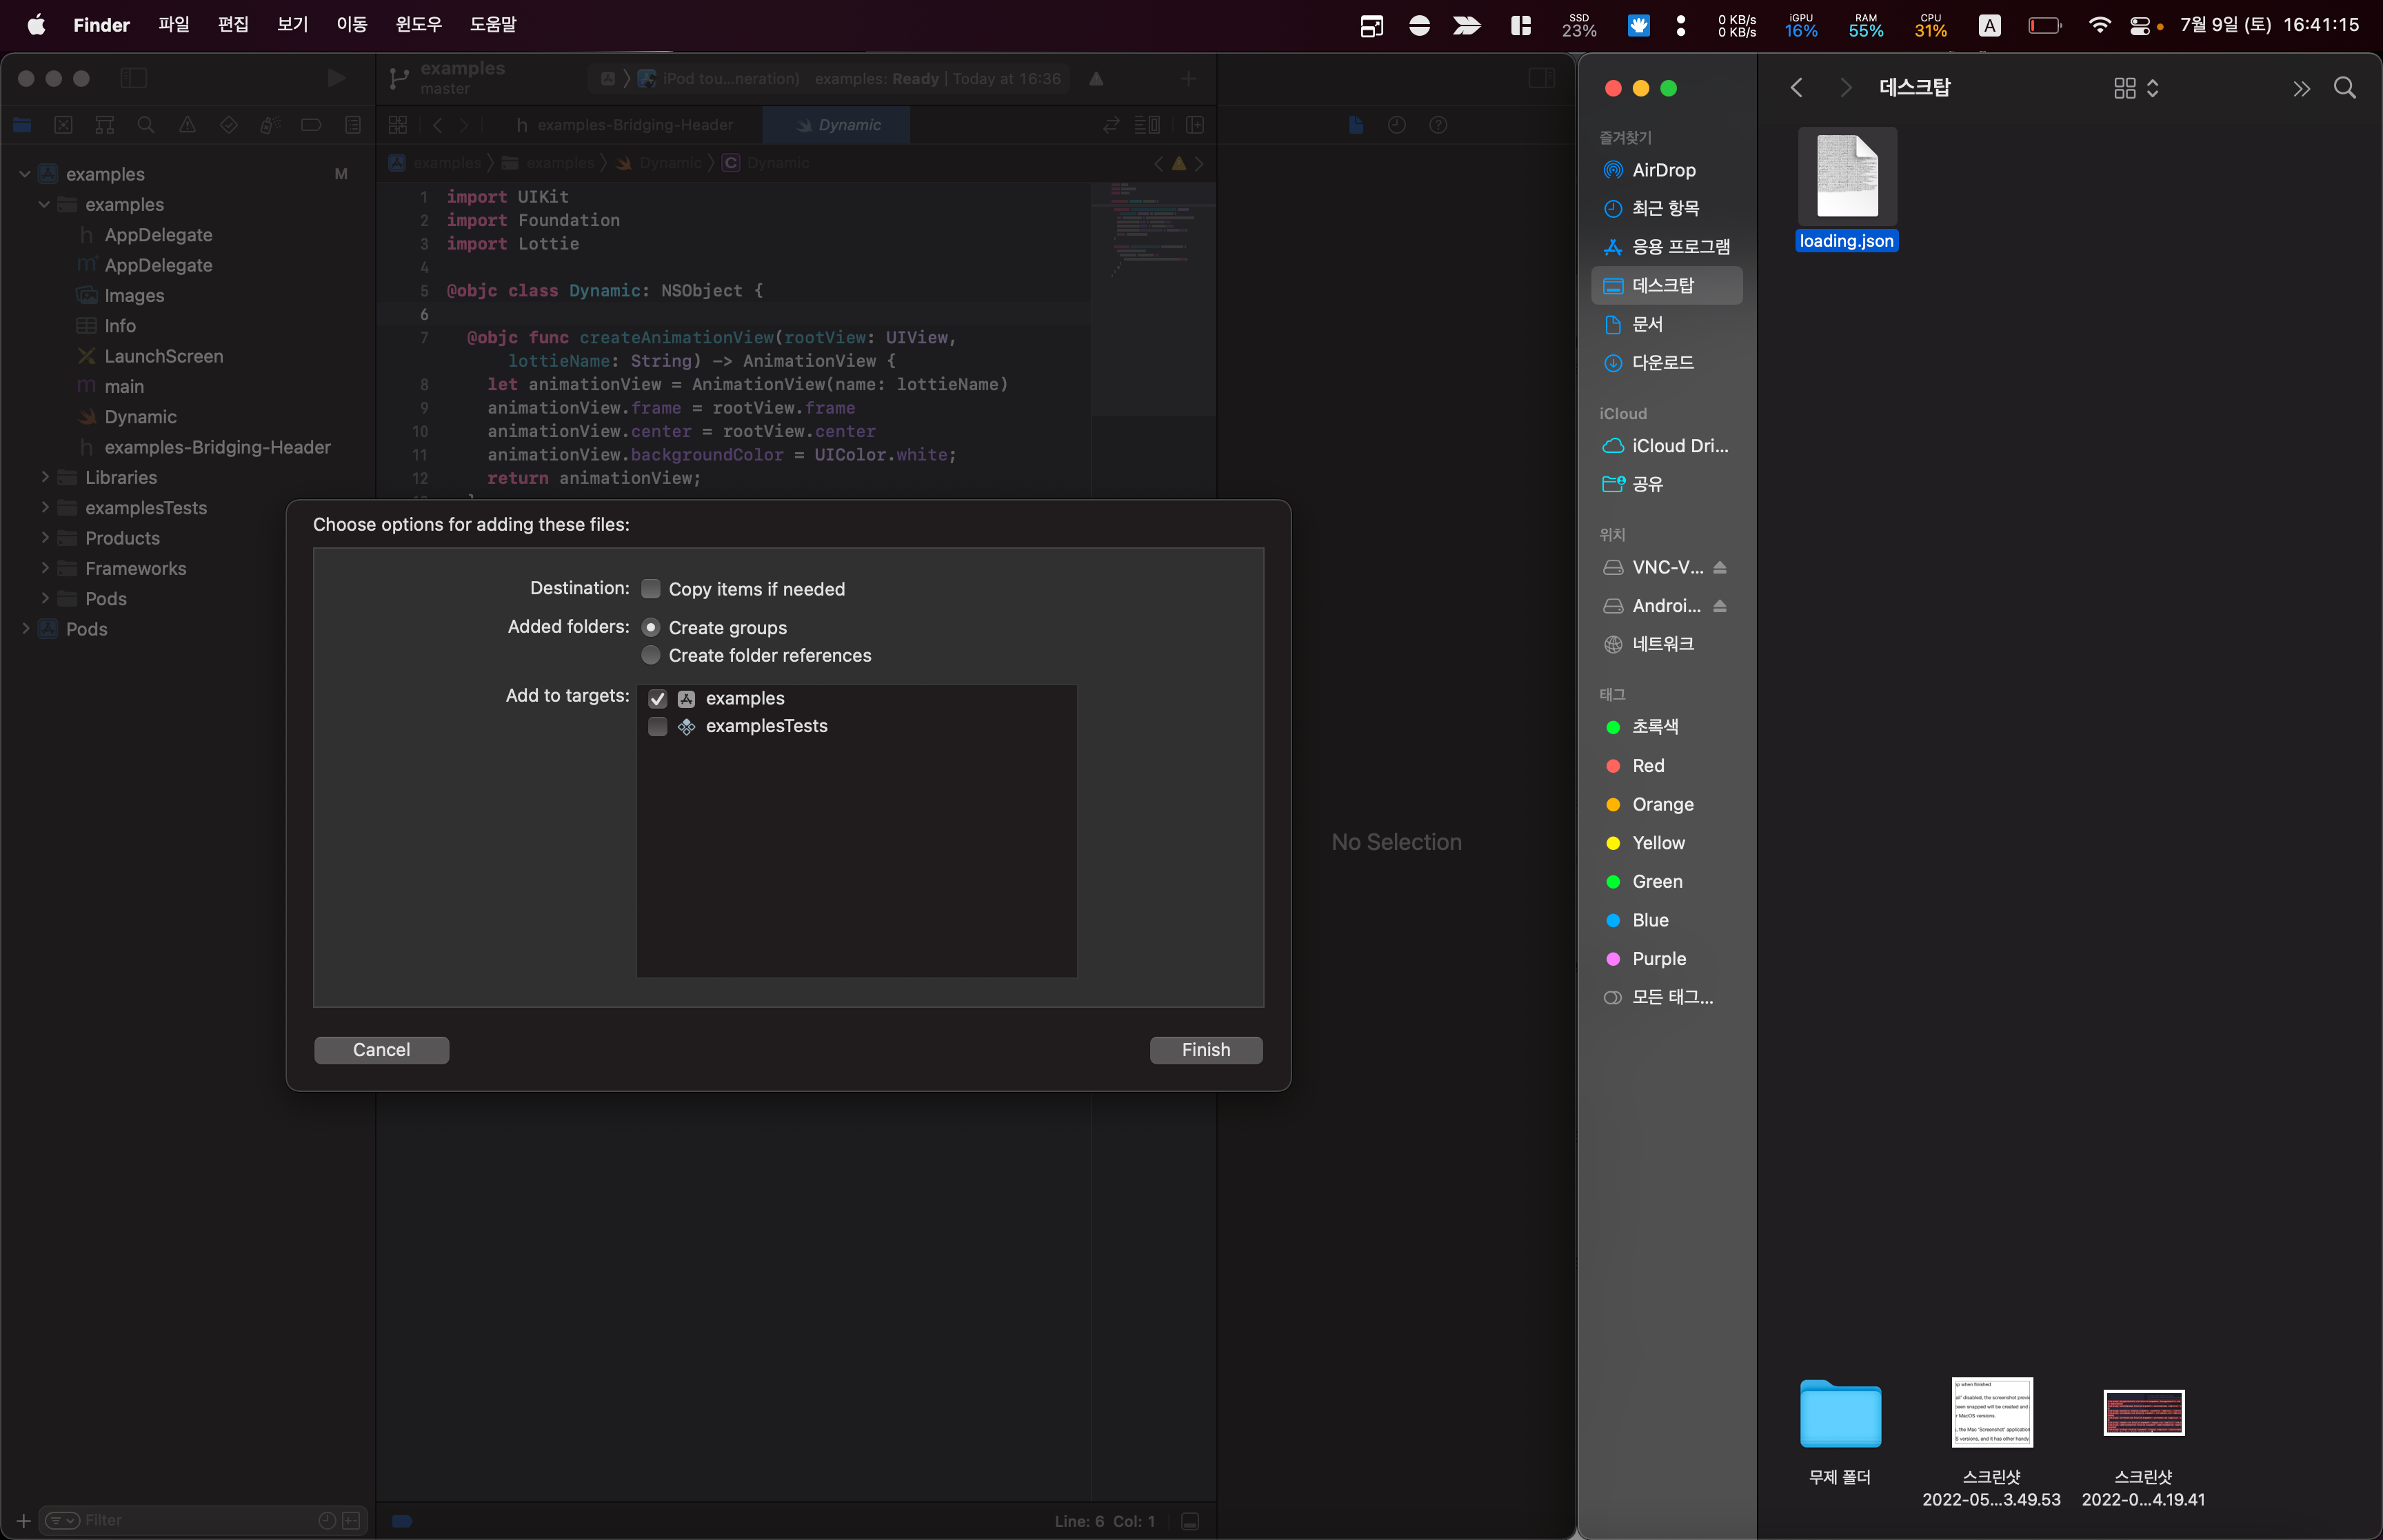 Finder 파일 편집 보기 이동 윈도우 도움말
SSD 23%
0 KB/s
0 KB/s
iGPU 16%
RAM 55%
CPU 31%
A
7월 9일 (토) 16:41:15
examples
master
iPod tou...neration)
examples: Ready | Today at 16:36
examples-Bridging-Header
Dynamic
examples
examples
Dynamic
C Dynamic
examples M
examples
h AppDelegate
m AppDelegate
Images
Info
LaunchScreen
m main
Dynamic
h examples-Bridging-Header
Libraries
examplesTests
Products
Frameworks
Pods
Pods
1 import UIKit
2 import Foundation
3 import Lottie
4
5 @objc class Dynamic: NSObject {
6
7 @objc func createAnimationView(rootView: UIView,
lottieName: String) -> AnimationView {
8 let animationView = AnimationView(name: lottieName)
9 animationView.frame = rootView.frame
10 animationView.center = rootView.center
11 animationView.backgroundColor = UIColor.white;
12 return animationView;
Choose options for adding these files:
Destination: Copy items if needed
Added folders: Create groups
Create folder references
Add to targets: examples
examplesTests
Cancel
Finish
No Selection
Filter
Line: 6 Col: 1
데스크탑
즐겨찾기
AirDrop
최근 항목
응용 프로그램
데스크탑
문서
다운로드
iCloud
iCloud Dri...
공유
위치
VNC-V...
Androi...
네트워크
태그
초록색
Red
Orange
Yellow
Green
Blue
Purple
모든 태그...
loading.json
무제 폴더
스크린샷
2022-05...3.49.53
스크린샷
2022-0...4.19.41